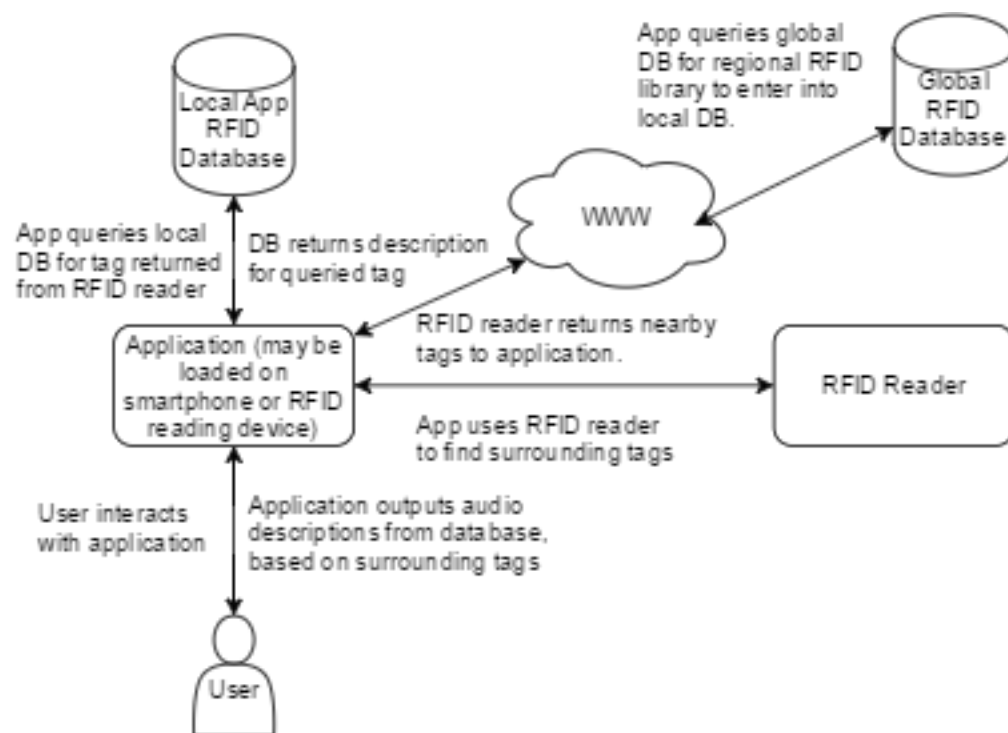 App queries global
DB for regional RFID
library to enter into
local DB.
Global
RFID
Database
Local App
RFID
Database
WWW
App queries local
DB for tag returned
from RFID reader
DB returns description
for queried tag
RFID reader returns nearby
tags to application.
Application (may be
loaded on
smartphone or RFID
reading device)
RFID Reader
App uses RFID reader
to find surrounding tags
User interacts
with application
Application outputs audio
descriptions from database,
based on surrounding tags
User